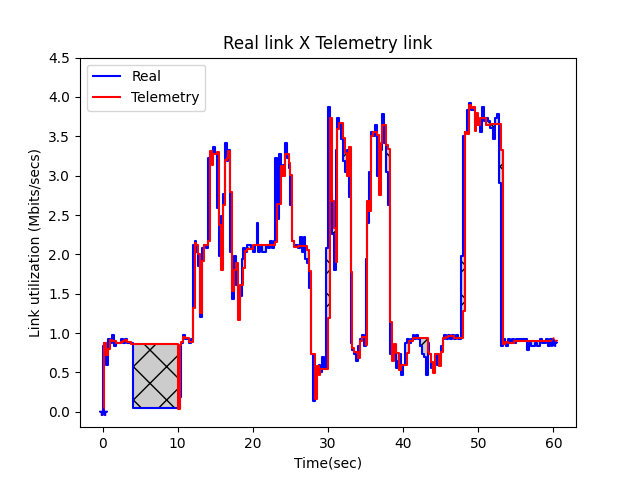 Real link X Telemetry link
Real
Telemetry
Link utilization (Mbits/secs)
4.5
4.0
3.5
3.0
2.5
2.0
1.5
1.0
0.5
0.0
0 10 20 30 40 50 60
Time(sec)